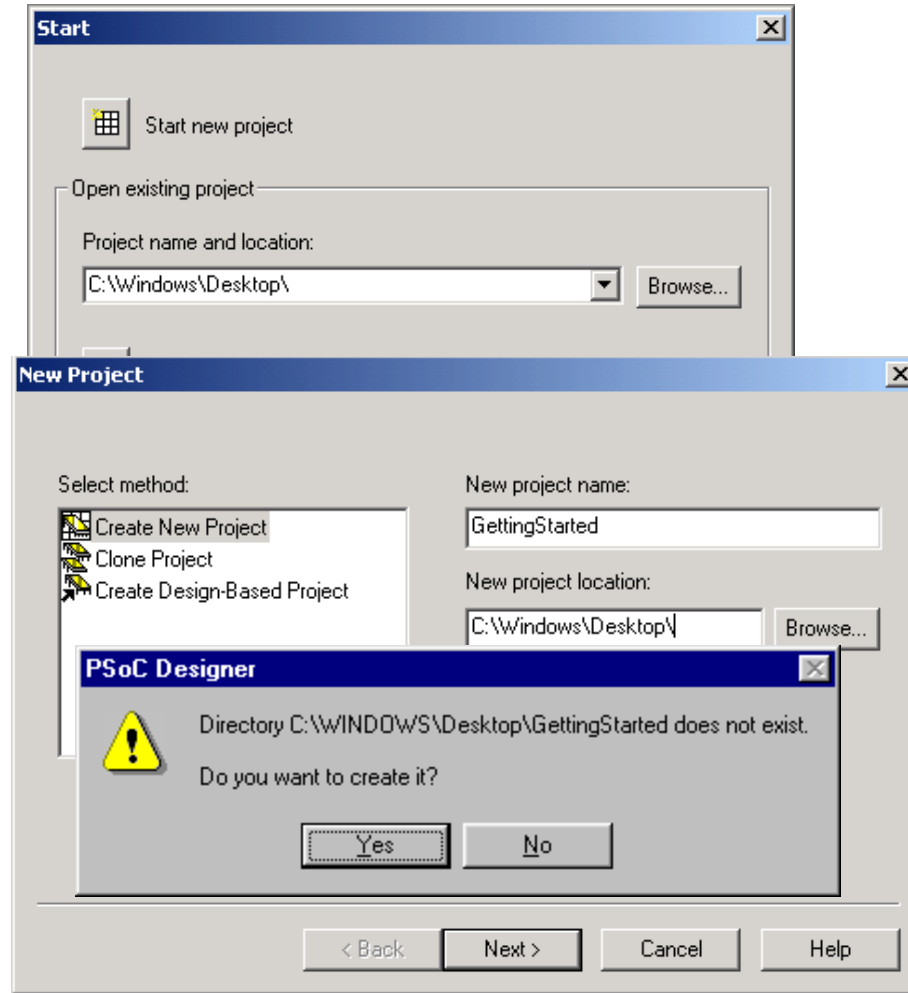 Start
Start new project
Open existing project
Project name and location:
C:\Windows\Desktop\
Browse...
New Project
Select method:
New project name:
Create New Project
GettingStarted
Clone Project
Create Design-Based Project
New project location:
C:\Windows\Desktop\
Browse...
PSoC Designer
Directory C:\WINDOWS\Desktop\GettingStarted does not exist.
Do you want to create it?
Yes
No
< Back
Next >
Cancel
Help